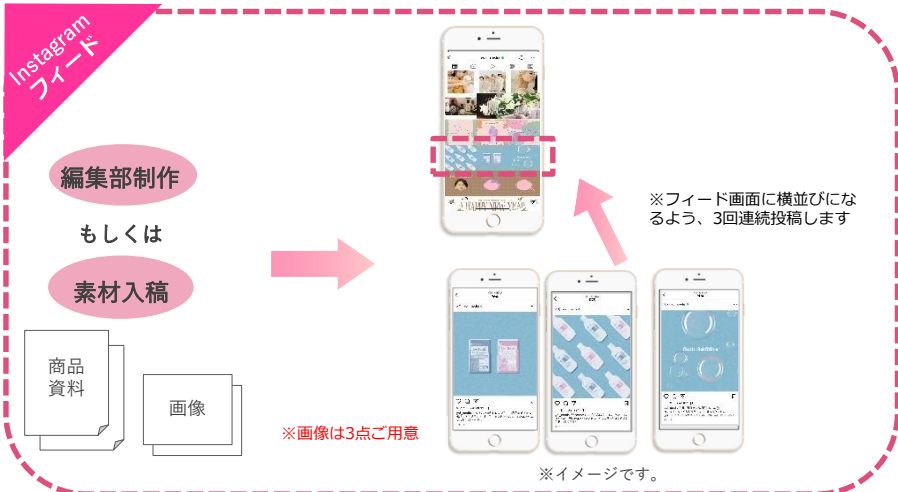 Instagram
フィード
編集部制作
もしくは
素材入稿
商品
資料
画像
※画像は3点ご用意
※フィード画面に横並びにな
るよう、3回連続投稿します
A HAPPY NEW YEAR
※イメージです。